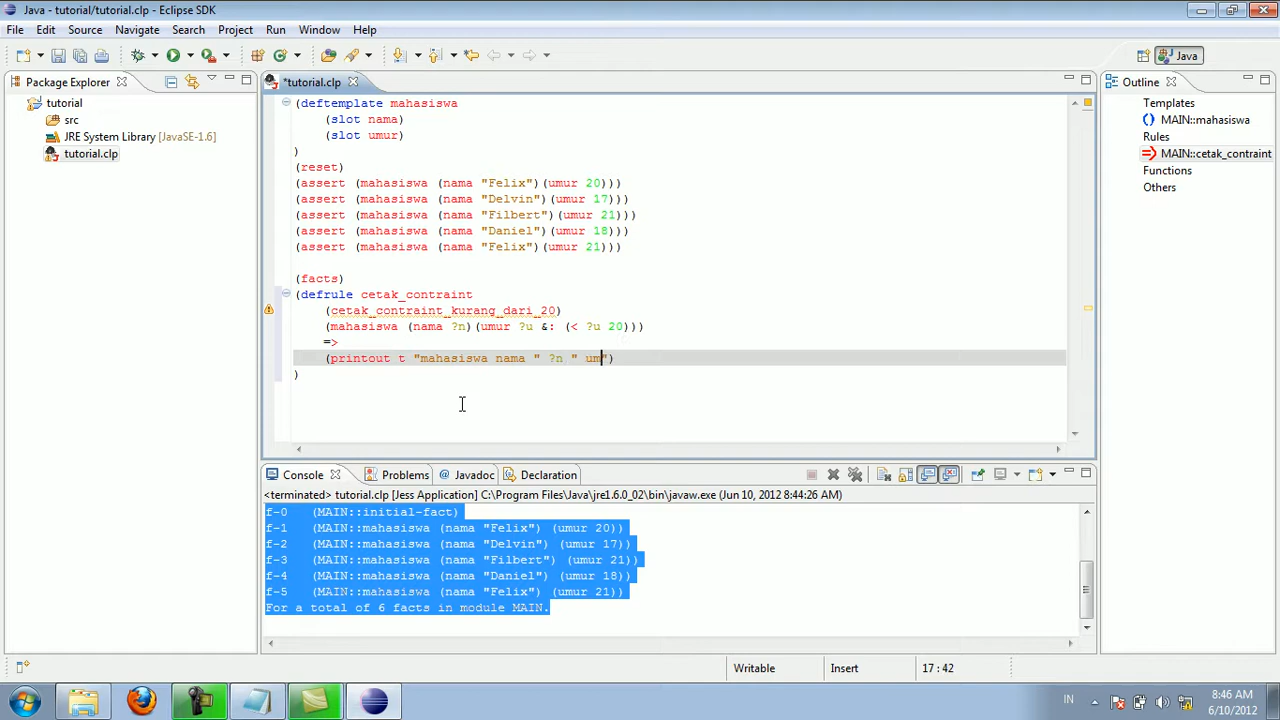 Java - tutorial/tutorial.clp - Eclipse SDK
File Edit Source Refactor Navigate Search Project Run Window Help
Java
Package Explorer
*tutorial.clp
Outline
tutorial
src
JRE System Library [JavaSE-1.6]
tutorial.clp
(deftemplate mahasiswa
(slot nama)
(slot umur)
)
(reset)
(assert (mahasiswa (nama "Felix")(umur 20)))
(assert (mahasiswa (nama "Delvin")(umur 17)))
(assert (mahasiswa (nama "Filbert")(umur 21)))
(assert (mahasiswa (nama "Daniel")(umur 18)))
(assert (mahasiswa (nama "Felix")(umur 21)))
(facts)
(defrule cetak_contraint
(cetak_contraint_kurang_dari_20)
(mahasiswa (nama ?n)(umur ?u &: (< ?u 20)))
=>
(printout t "mahasiswa nama " ?n " um")
)
Templates
MAIN::mahasiswa
Rules
MAIN::cetak_contraint
Functions
Others
Console Problems @ Javadoc Declaration
<terminated> tutorial.clp [Jess Application] C:\Program Files\Java\jre1.6.0_02\bin\javaw.exe (Jun 10, 2012 8:44:26 AM)
f-0 (MAIN::initial-fact)
f-1 (MAIN::mahasiswa (nama "Felix") (umur 20))
f-2 (MAIN::mahasiswa (nama "Delvin") (umur 17))
f-3 (MAIN::mahasiswa (nama "Filbert") (umur 21))
f-4 (MAIN::mahasiswa (nama "Daniel") (umur 18))
f-5 (MAIN::mahasiswa (nama "Felix") (umur 21))
For a total of 6 facts in module MAIN.
Writable Insert 17 : 42
IN
8:46 AM
6/10/2012